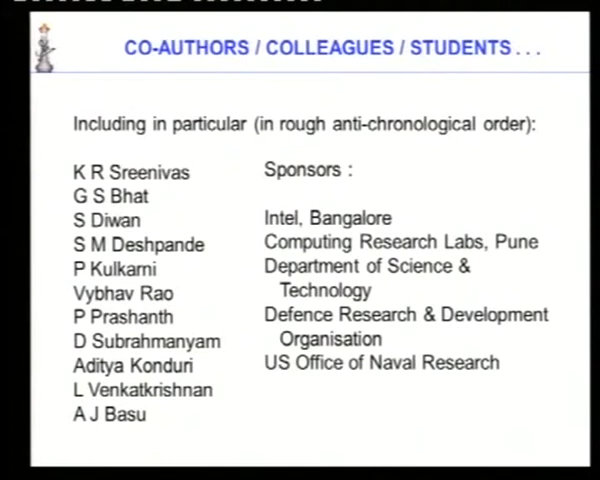 CO-AUTHORS / COLLEAGUES / STUDENTS . . .
Including in particular (in rough anti-chronological order):
K R Sreenivas
G S Bhat
S Diwan
S M Deshpande
P Kulkarni
Vybhav Rao
P Prashanth
D Subrahmanyam
Aditya Konduri
L Venkatkrishnan
A J Basu
Sponsors :
Intel, Bangalore
Computing Research Labs, Pune
Department of Science &
Technology
Defence Research & Development
Organisation
US Office of Naval Research